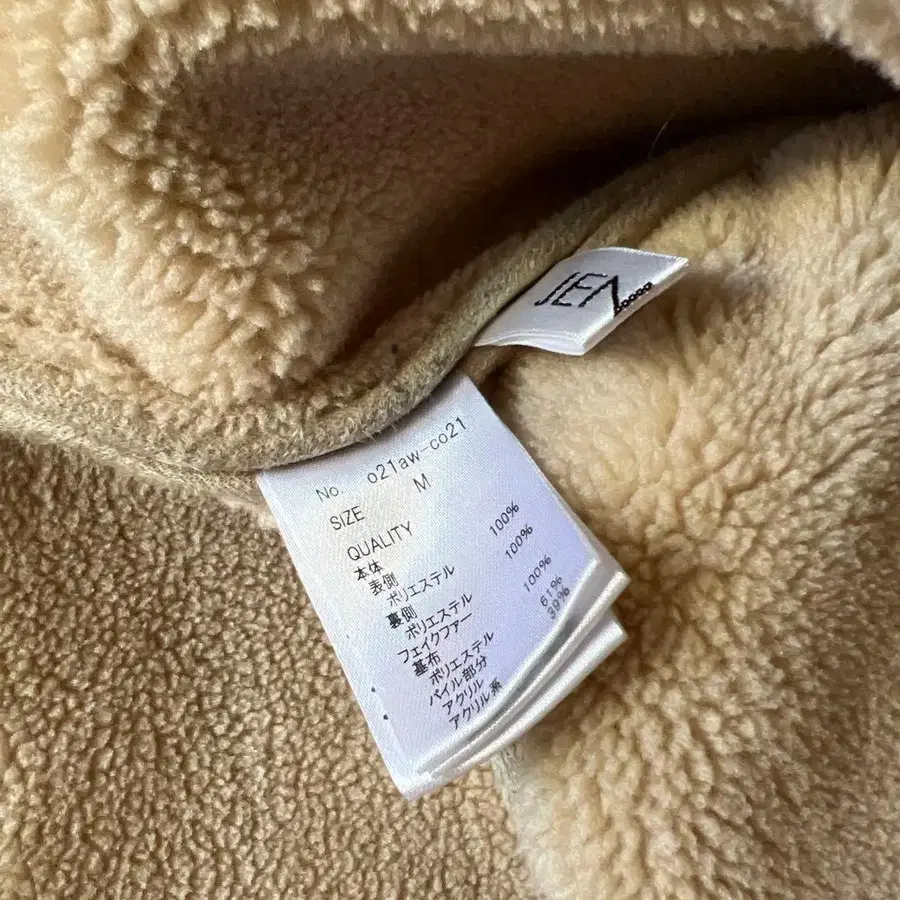 JEN....
No. o21aw-co21
SIZE M
QUALITY
本体
表側
ポリエステル 100%
裏側
ポリエステル 100%
フェイクファー
基布
ポリエステル 100%
パイル部分
アクリル 61%
アクリル系 39%